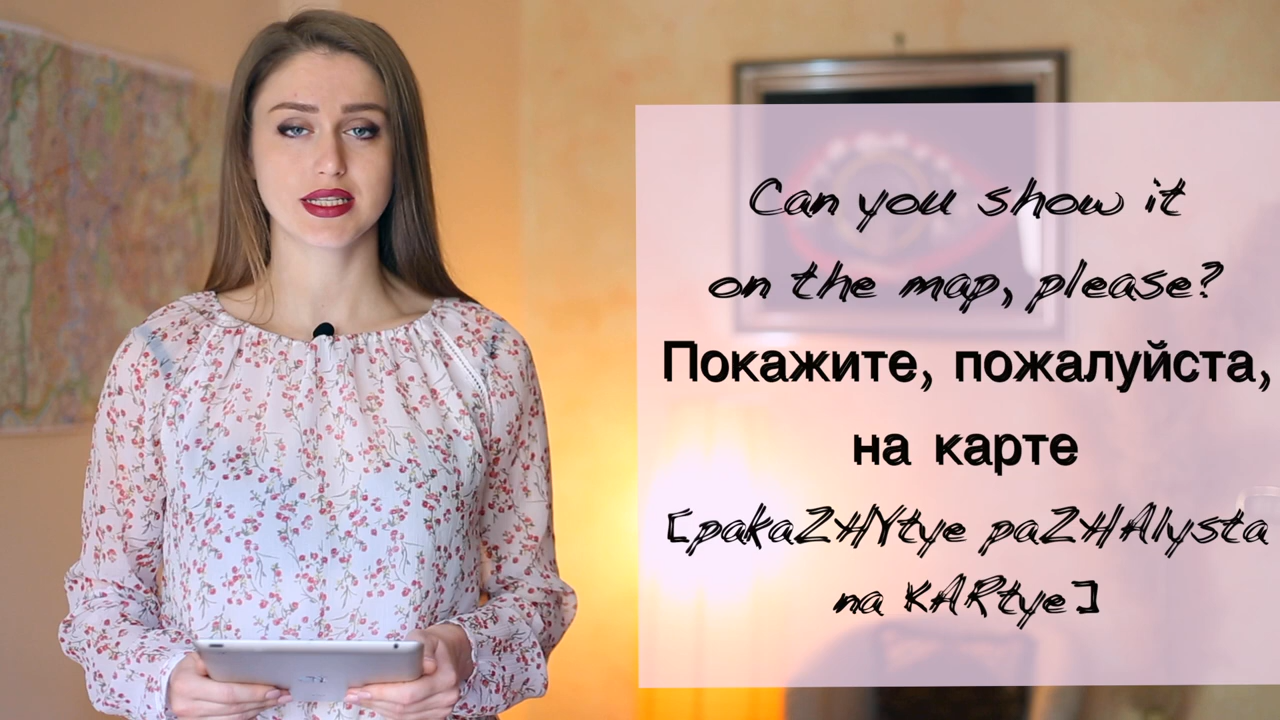 Can you show it
on the map, please?
Покажите, пожалуйста,
на карте
[pakaZHYtye paZHAlysta
na KARtye]